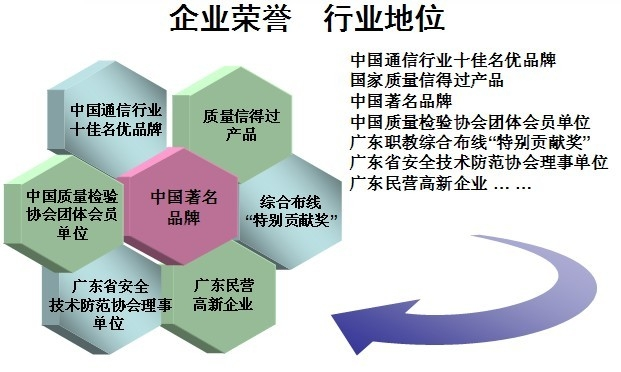 企业荣誉 行业地位
中国通信行业十佳名优品牌
国家质量信得过产品
中国著名品牌
中国质量检验协会团体会员单位
广东职教综合布线“特别贡献奖”
广东省安全技术防范协会理事单位
广东民营高新企业 … …
中国通信行业
十佳名优品牌
质量信得过
产品
中国质量检验
协会团体会员
单位
中国著名
品牌
综合布线
“特别贡献奖”
广东省安全
技术防范协会理事
单位
广东民营
高新企业